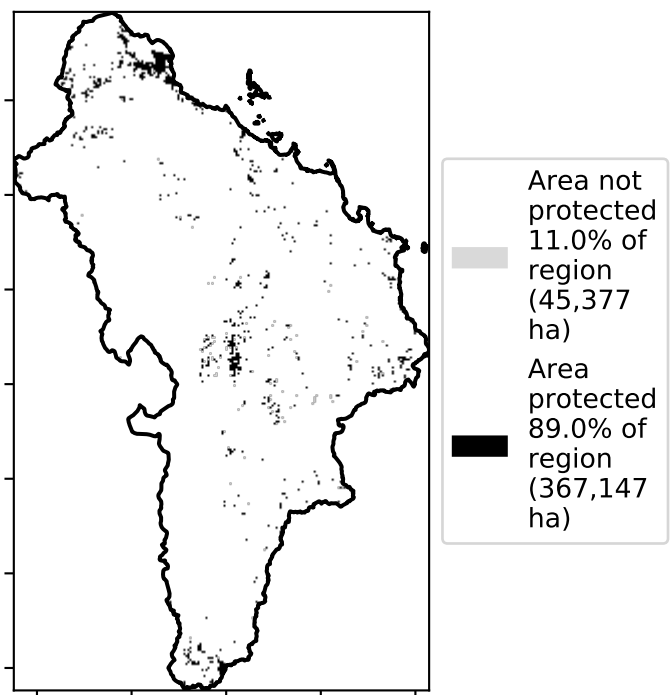 Area not
protected
11.0% of
region
(45,377
ha)
Area
protected
89.0% of
region
(367,147
ha)